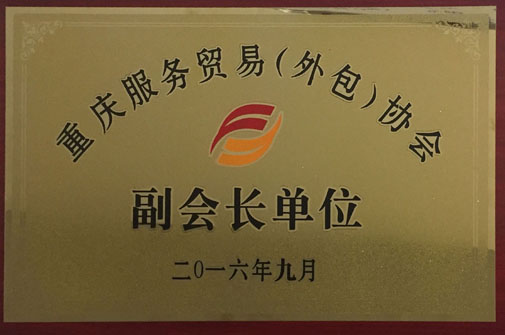 重庆服务贸易(外包)协会
副会长单位
二0一六年九月